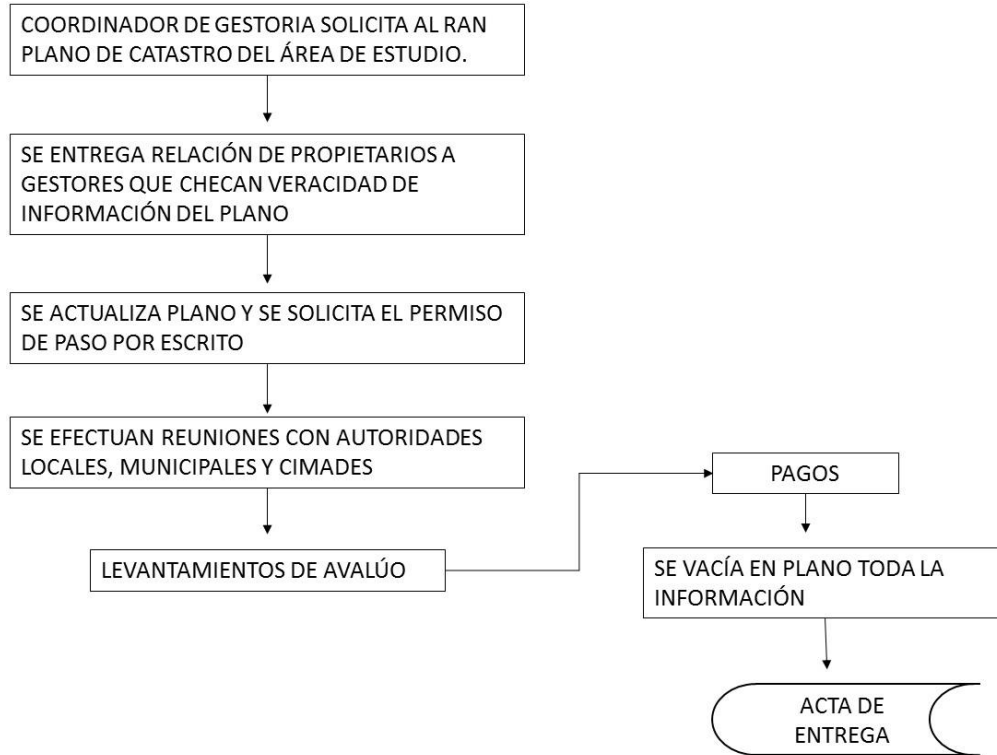 COORDINADOR DE GESTORIA SOLICITA AL RAN
PLANO DE CATASTRO DEL ÁREA DE ESTUDIO.
SE ENTREGA RELACIÓN DE PROPIETARIOS A
GESTORES QUE CHECAN VERACIDAD DE
INFORMACIÓN DEL PLANO
SE ACTUALIZA PLANO Y SE SOLICITA EL PERMISO
DE PASO POR ESCRITO
SE EFECTUAN REUNIONES CON AUTORIDADES
LOCALES, MUNICIPALES Y CIMADES
LEVANTAMIENTOS DE AVALÚO
PAGOS
SE VACÍA EN PLANO TODA LA
INFORMACIÓN
ACTA DE
ENTREGA